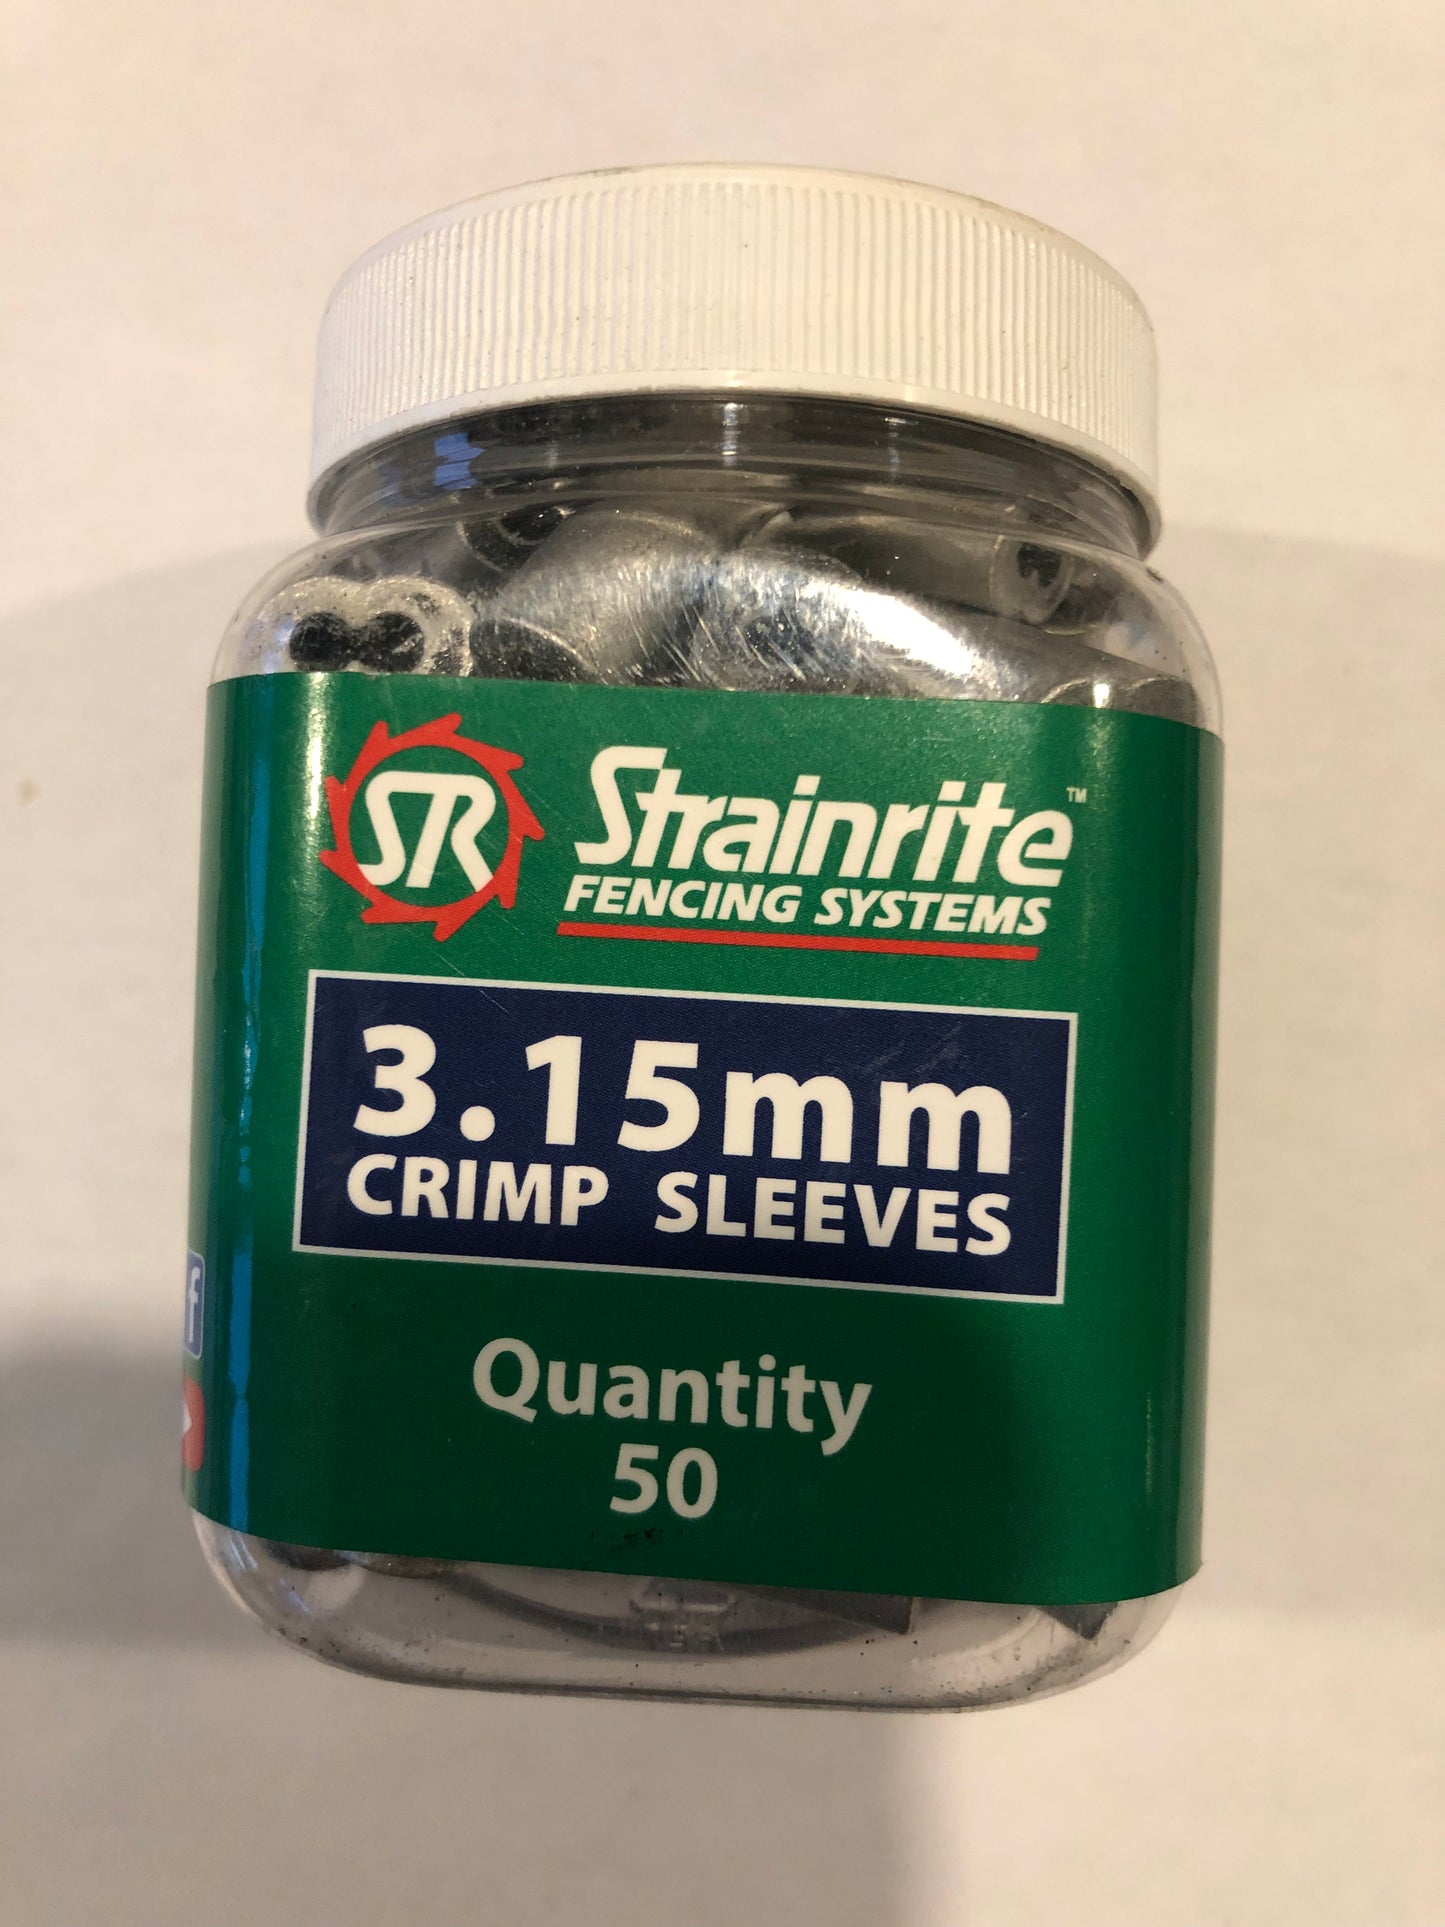 SR
Strainrite™
FENCING SYSTEMS
3.15mm
CRIMP SLEEVES
Quantity
50
f